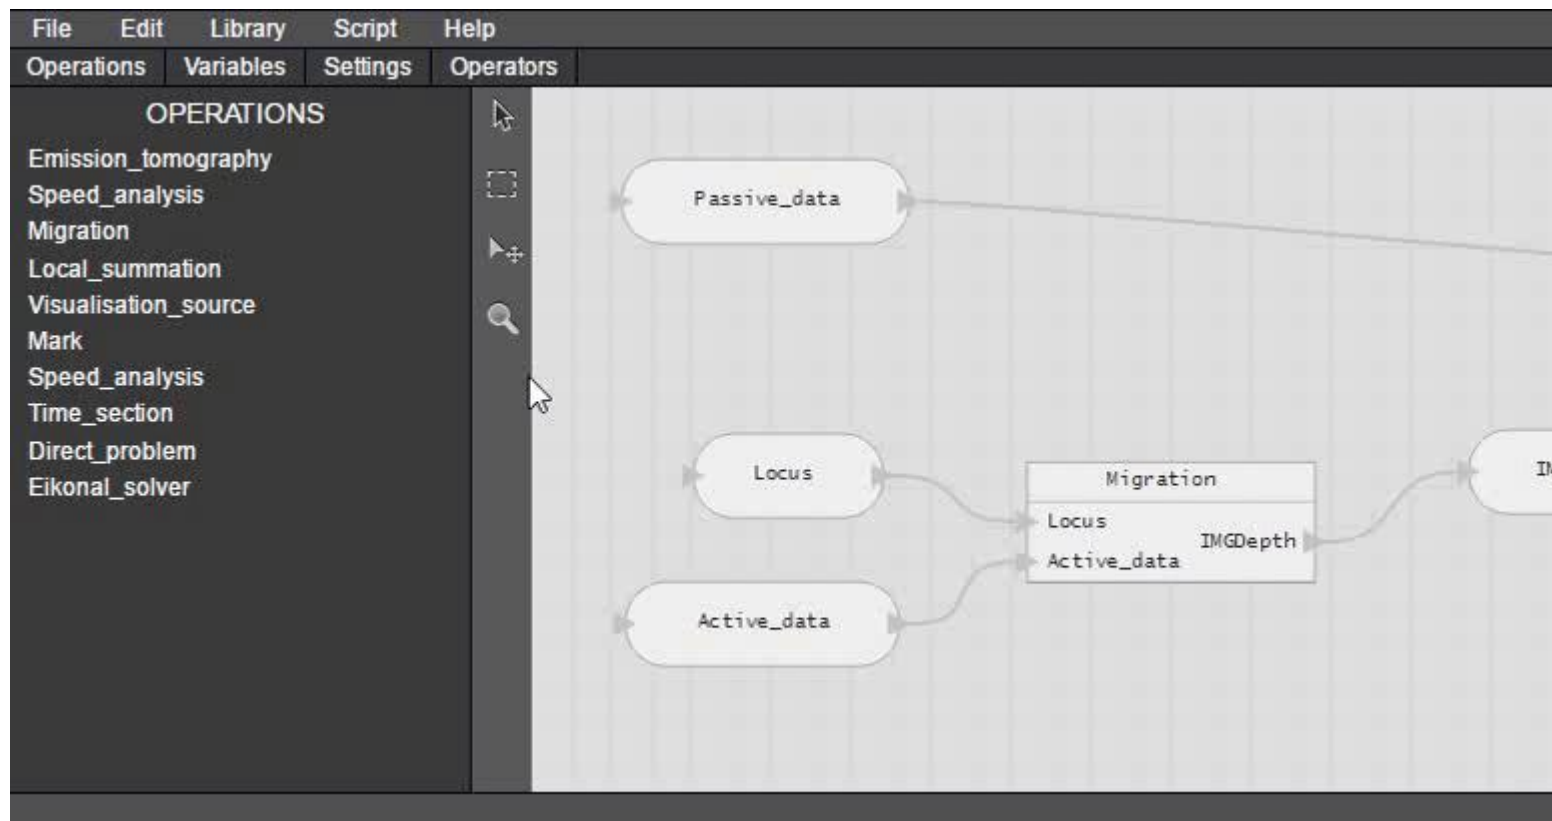 File Edit Library Script Help
Operations Variables Settings Operators
OPERATIONS
Emission_tomography
Speed_analysis
Migration
Local_summation
Visualisation_source
Mark
Speed_analysis
Time_section
Direct_problem
Eikonal_solver
Passive_data
Locus
Migration
Locus
IMGDepth
Active_data
Active_data